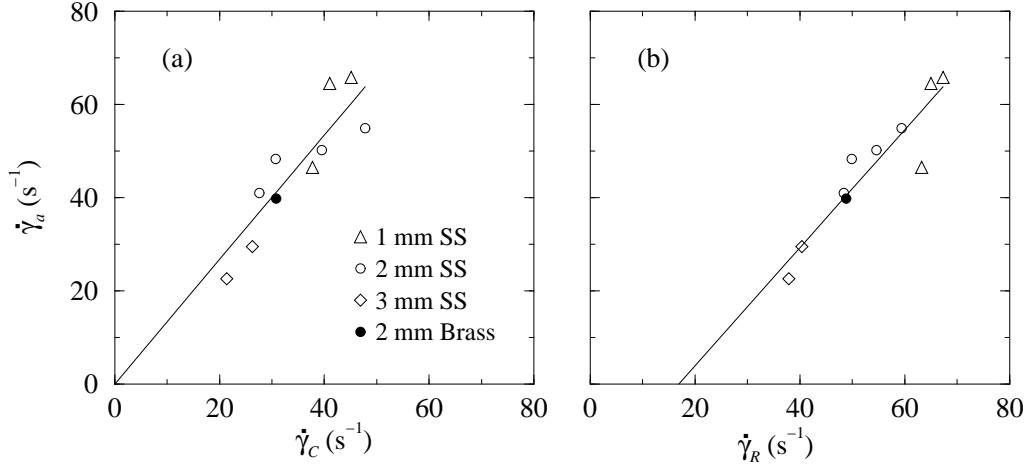 80
60
40
20
0
γ̇a (s−1)
(a)
△ 1 mm SS
○ 2 mm SS
◇ 3 mm SS
● 2 mm Brass
0 20 40 60 80
γ̇C (s−1)
(b)
0 20 40 60 80
γ̇R (s−1)